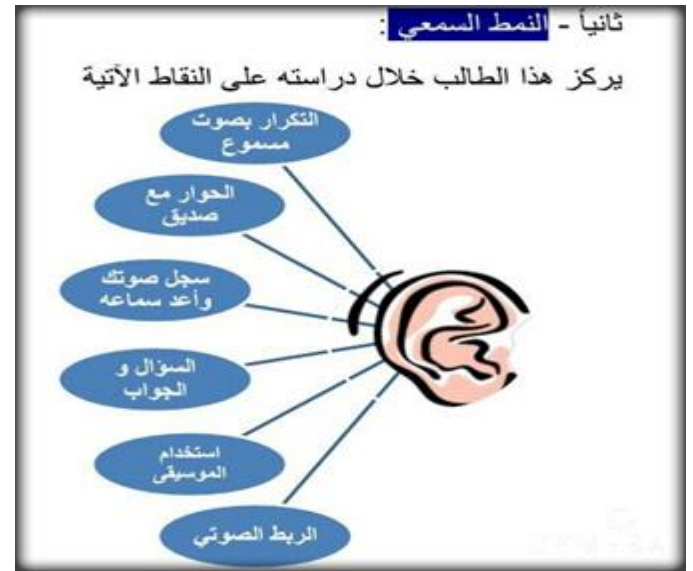 ثانياً - النمط السمعي :
يركز هذا الطالب خلال دراسته على النقاط الآتية
التكرار بصوت
مسموع
الحوار مع
صديق
سجل صوتك
وأعد سماعه
السؤال و
الجواب
استخدام
الموسيقى
الربط الصوتي